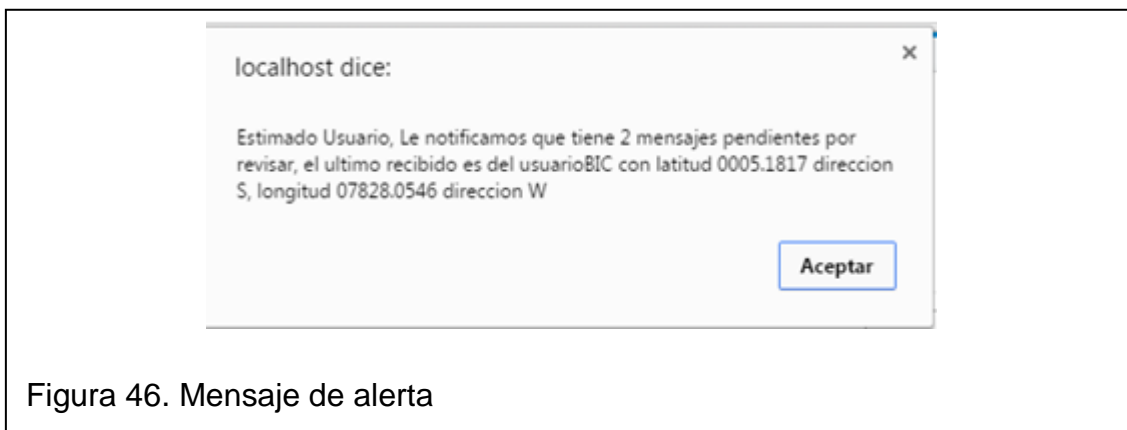 localhost dice:
Estimado Usuario, Le notificamos que tiene 2 mensajes pendientes por
revisar, el ultimo recibido es del usuarioBIC con latitud 0005.1817 direccion
S, longitud 07828.0546 direccion W
Aceptar
Figura 46. Mensaje de alerta